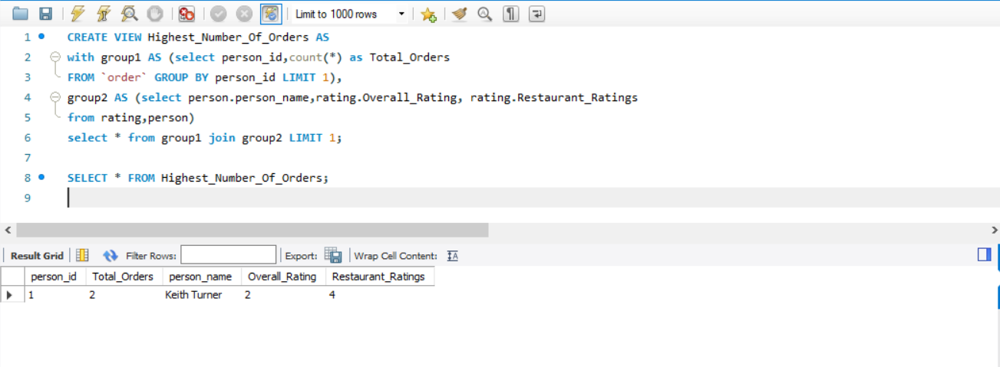 Limit to 1000 rows
1 CREATE VIEW Highest_Number_Of_Orders AS
2 with group1 AS (select person_id,count(*) as Total_Orders
3 FROM `order` GROUP BY person_id LIMIT 1),
4 group2 AS (select person.person_name,rating.Overall_Rating, rating.Restaurant_Ratings
5 from rating,person)
6 select * from group1 join group2 LIMIT 1;
7
8 SELECT * FROM Highest_Number_Of_Orders;
9
Result Grid Filter Rows: Export: Wrap Cell Content:
person_id Total_Orders person_name Overall_Rating Restaurant_Ratings
1 2 Keith Turner 2 4